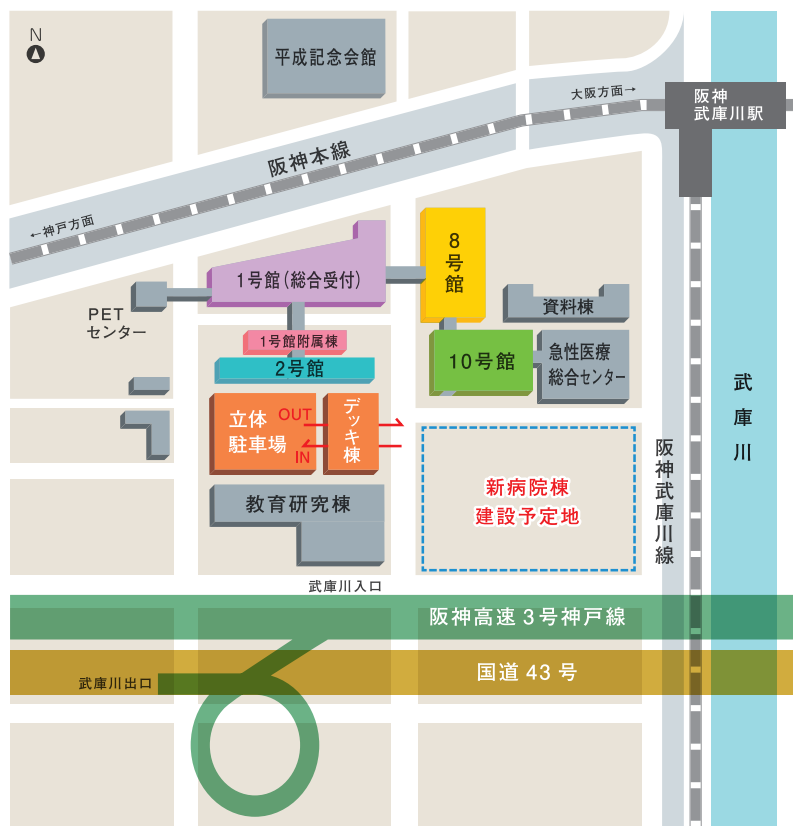 N
平成記念会館
大阪方面→
阪神
武庫川駅
阪神本線
←神戸方面
8号館
1号館(総合受付)
PET
センター
資料棟
1号館附属棟
2号館
10号館
急性医療
総合センター
武庫川
立体
駐車場
OUT
IN
デッキ棟
新病院棟
建設予定地
阪神武庫川線
教育研究棟
武庫川入口
阪神高速3号神戸線
国道43号
武庫川出口